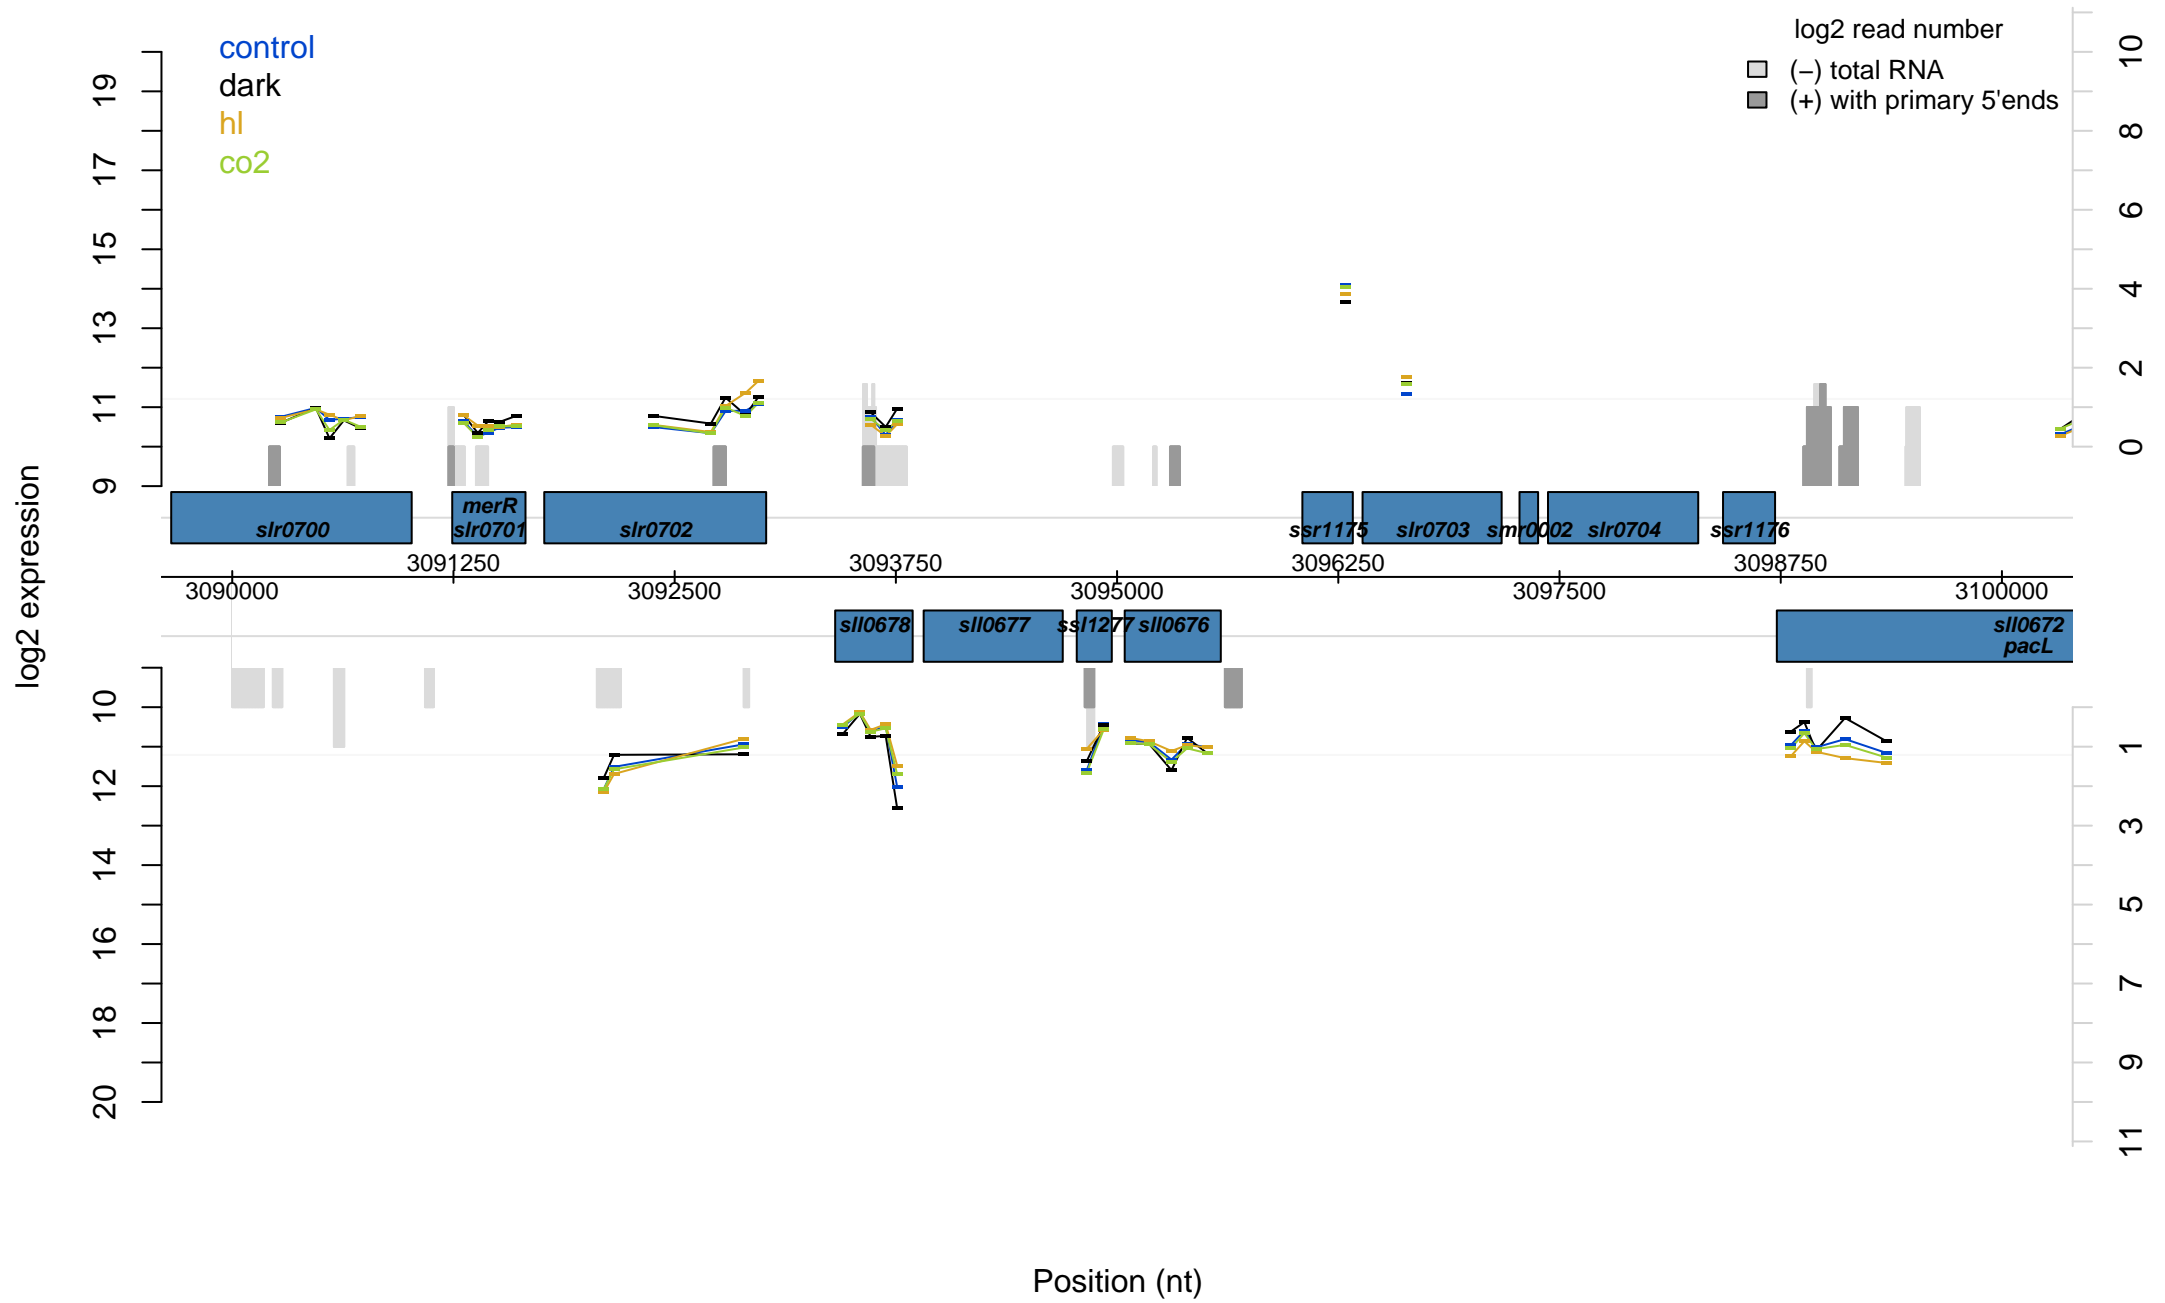 control
dark
hl
co2
log2 read number
(−) total RNA
(+) with primary 5'ends
19
17
15
13
11
9
10
8
6
4
2
0
log2 expression
slr0700
merR
slr0701
slr0702
ssr1175
slr0703
smr0002
slr0704
ssr1176
3091250
3093750
3096250
3098750
3090000
3092500
3095000
3097500
3100000
sll0678
sll0677
ssl1277
sll0676
sll0672
pacL
10
12
14
16
18
20
1
3
5
7
9
11
Position (nt)